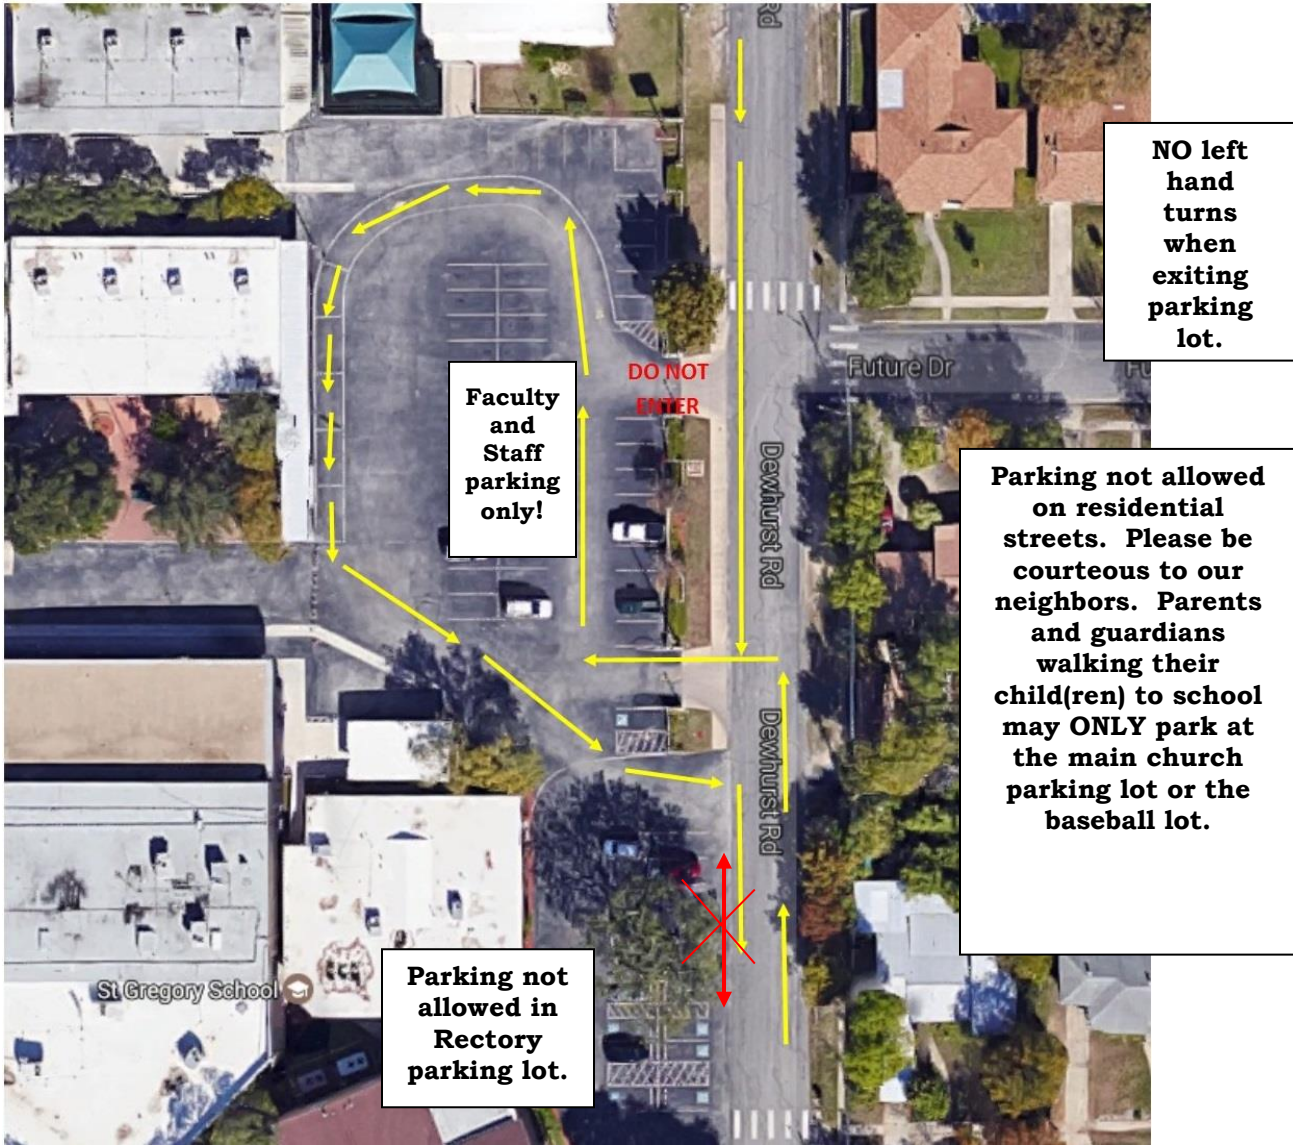 Rd
NO left
hand
turns
when
exiting
parking
lot.
Future Dr
Fu
DO NOT
ENTER
Faculty
and
Staff
parking
only!
Dewhurst Rd
Parking not allowed
on residential
streets.  Please be
courteous to our
neighbors.  Parents
and guardians
walking their
child(ren) to school
may ONLY park at
the main church
parking lot or the
baseball lot.
Dewhurst Rd
St Gregory School
Parking not
allowed in
Rectory
parking lot.